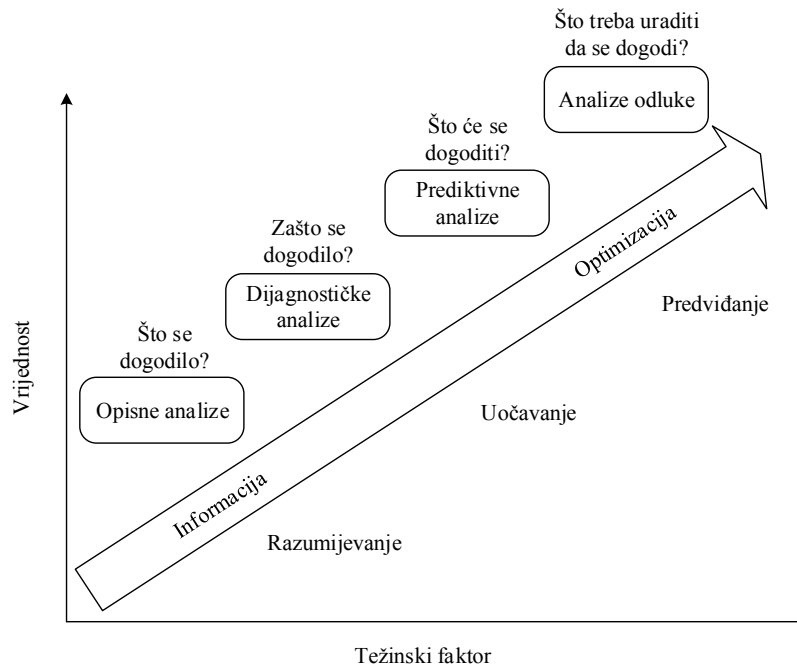 Što treba uraditi
da se dogodi?
Analize odluke
Što će se
dogoditi?
Prediktivne
analize
Zašto se
dogodilo?
Dijagnostičke
analize
Što se
dogodilo?
Opisne analize
Vrijednost
Informacija
Optimizacija
Predviđanje
Uočavanje
Razumijevanje
Težinski faktor